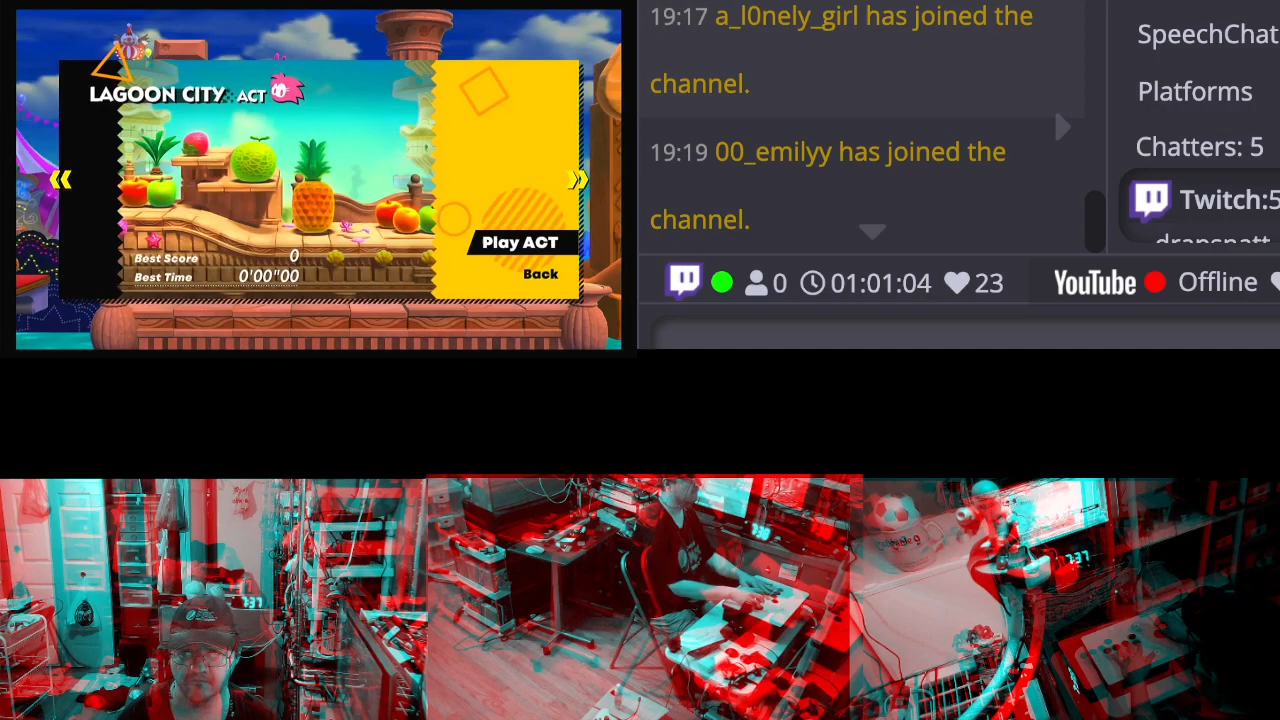 LAGOON CITY ACT
Best Score 0
Best Time 0'00"00
Play ACT
Back
19:17 a_l0nely_girl has joined the
channel.
19:19 00_emilyy has joined the
channel.
SpeechChat
Platforms
Chatters: 5
Twitch:5
0 01:01:04 23
YouTube Offline